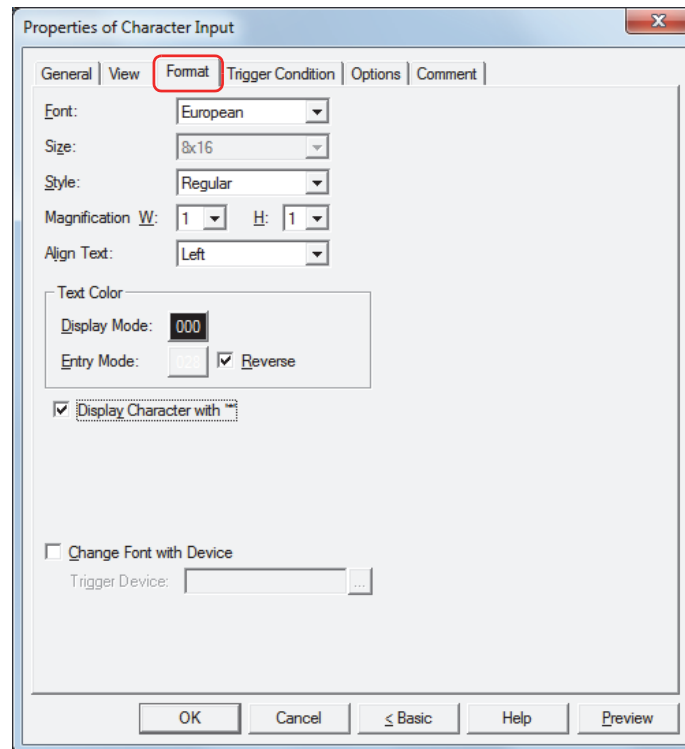 Properties of Character Input
General View Format Trigger Condition Options Comment
Font: European
Size: 8x16
Style: Regular
Magnification W: 1 H: 1
Align Text: Left
Text Color
Display Mode: 000
Entry Mode: 023 Reverse
Display Character with "*"
Change Font with Device
Trigger Device: ...
OK Cancel < Basic Help Preview